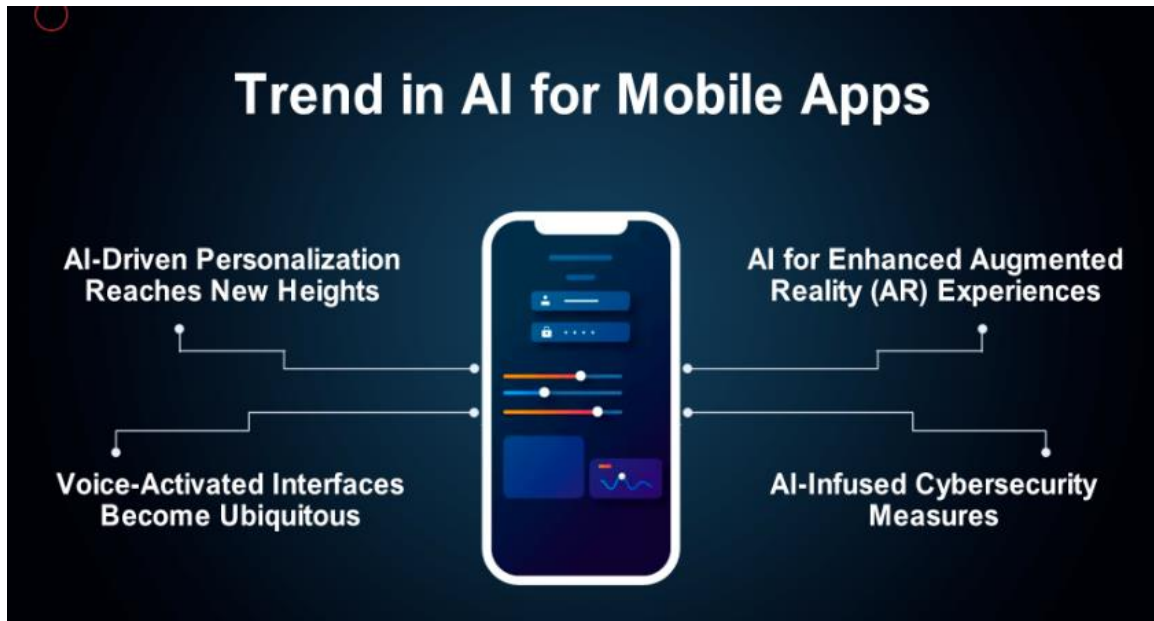 Trend in AI for Mobile Apps
AI-Driven Personalization
Reaches New Heights
AI for Enhanced Augmented
Reality (AR) Experiences
Voice-Activated Interfaces
Become Ubiquitous
AI-Infused Cybersecurity
Measures